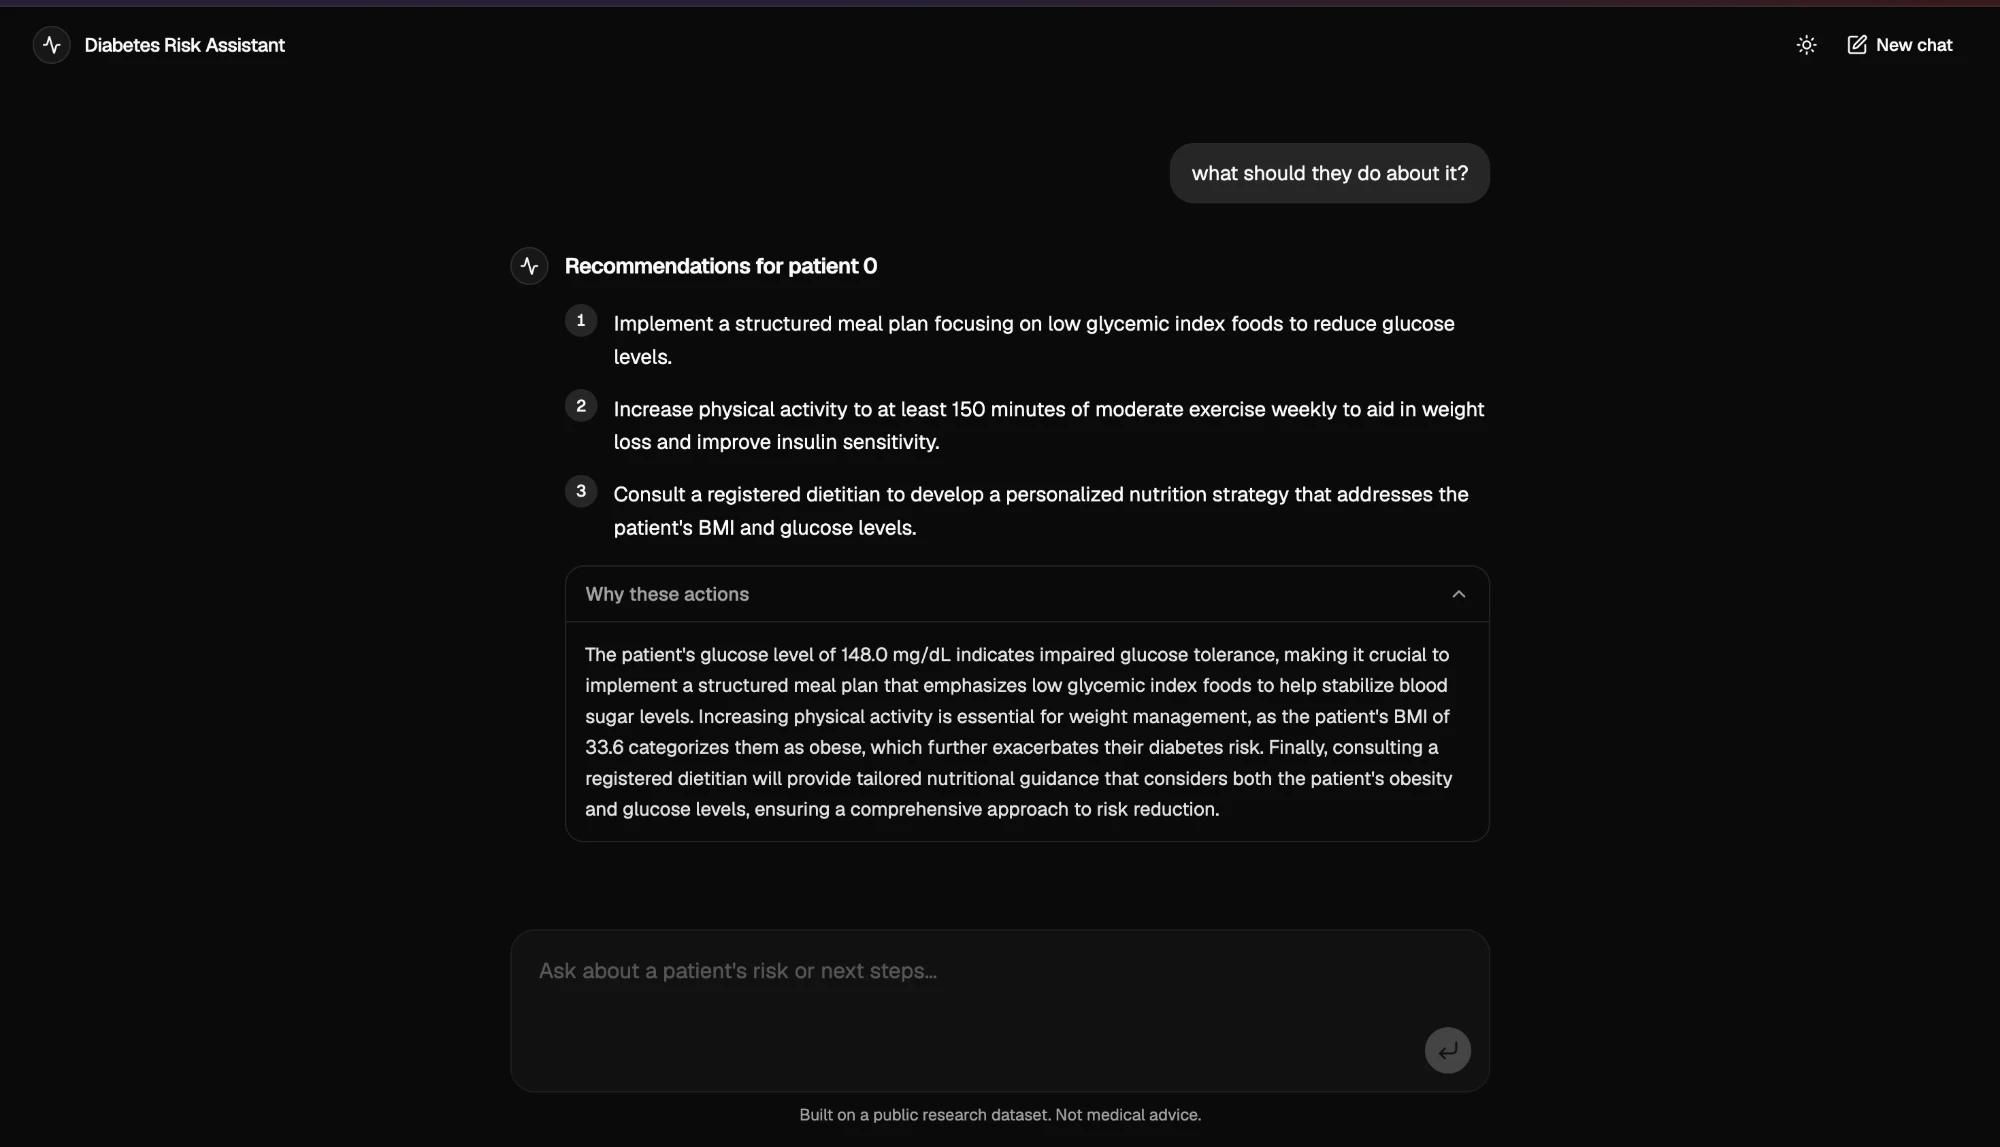 Diabetes Risk Assistant
New chat
what should they do about it?
Recommendations for patient 0
1
Implement a structured meal plan focusing on low glycemic index foods to reduce glucose
levels.
2
Increase physical activity to at least 150 minutes of moderate exercise weekly to aid in weight
loss and improve insulin sensitivity.
3
Consult a registered dietitian to develop a personalized nutrition strategy that addresses the
patient's BMI and glucose levels.
Why these actions
The patient's glucose level of 148.0 mg/dL indicates impaired glucose tolerance, making it crucial to
implement a structured meal plan that emphasizes low glycemic index foods to help stabilize blood
sugar levels. Increasing physical activity is essential for weight management, as the patient's BMI of
33.6 categorizes them as obese, which further exacerbates their diabetes risk. Finally, consulting a
registered dietitian will provide tailored nutritional guidance that considers both the patient's obesity
and glucose levels, ensuring a comprehensive approach to risk reduction.
Ask about a patient's risk or next steps...
Built on a public research dataset. Not medical advice.